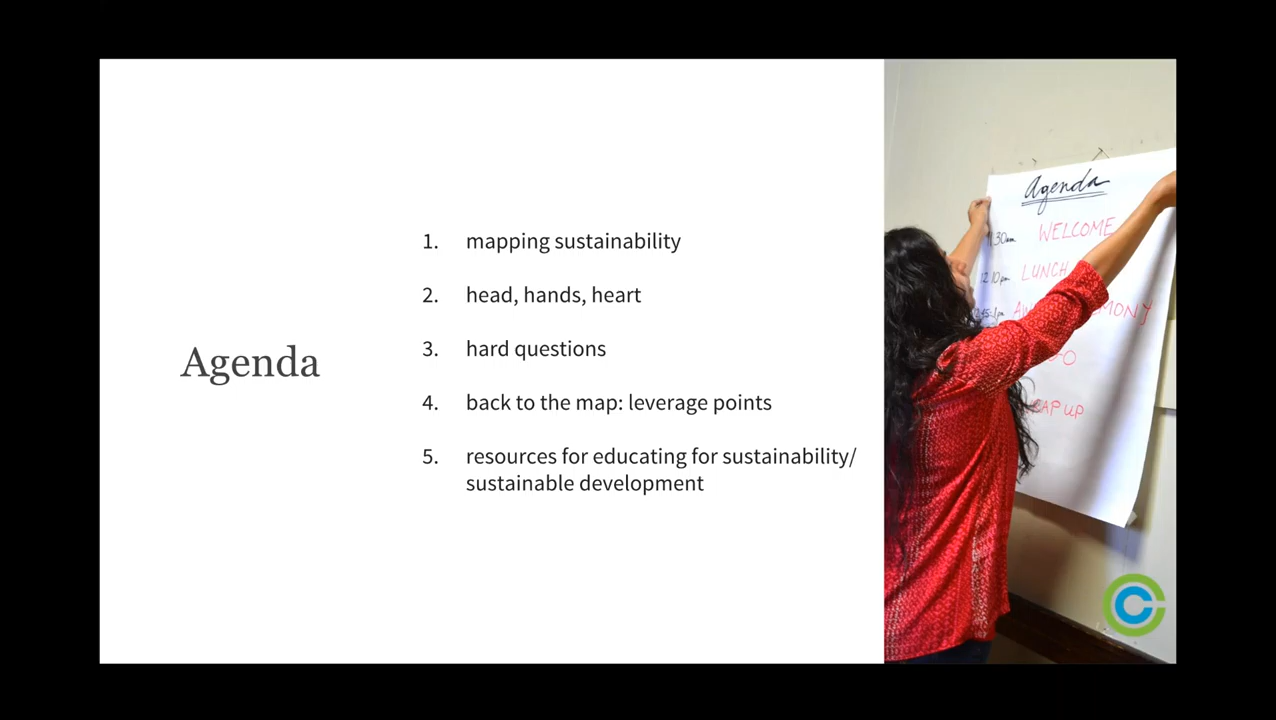 Agenda
1. mapping sustainability
2. head, hands, heart
3. hard questions
4. back to the map: leverage points
5. resources for educating for sustainability/
sustainable development
Agenda
WELCOME
LUNCH